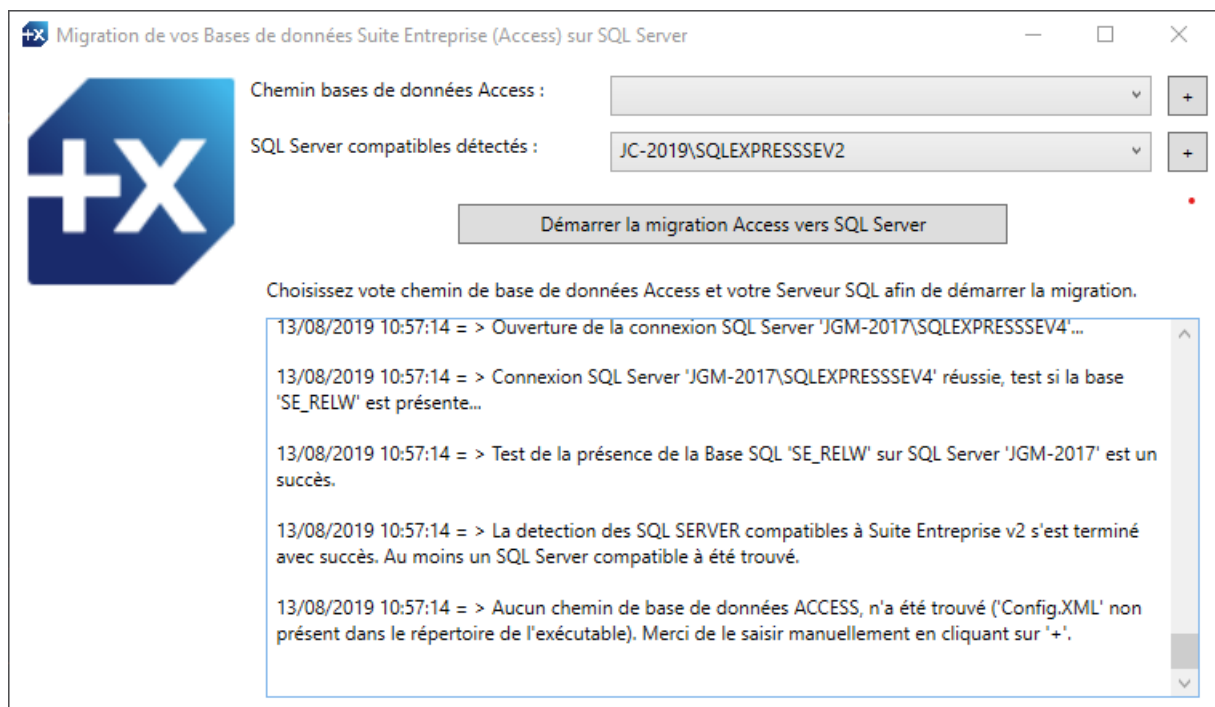 +X Migration de vos Bases de données Suite Entreprise (Access) sur SQL Server
Chemin bases de données Access :
+
SQL Server compatibles détectés :
JC-2019\SQLEXPRESSSEV2
+
+X
Démarrer la migration Access vers SQL Server
Choisissez vote chemin de base de données Access et votre Serveur SQL afin de démarrer la migration.
13/08/2019 10:57:14 = > Ouverture de la connexion SQL Server 'JGM-2017\SQLEXPRESSSEV4'...
13/08/2019 10:57:14 = > Connexion SQL Server 'JGM-2017\SQLEXPRESSSEV4' réussie, test si la base
'SE_RELW' est présente...
13/08/2019 10:57:14 = > Test de la présence de la Base SQL 'SE_RELW' sur SQL Server 'JGM-2017' est un
succès.
13/08/2019 10:57:14 = > La detection des SQL SERVER compatibles à Suite Entreprise v2 s'est terminé
avec succès. Au moins un SQL Server compatible à été trouvé.
13/08/2019 10:57:14 = > Aucun chemin de base de données ACCESS, n'a été trouvé ('Config.XML' non
présent dans le répertoire de l'exécutable). Merci de le saisir manuellement en cliquant sur '+'.